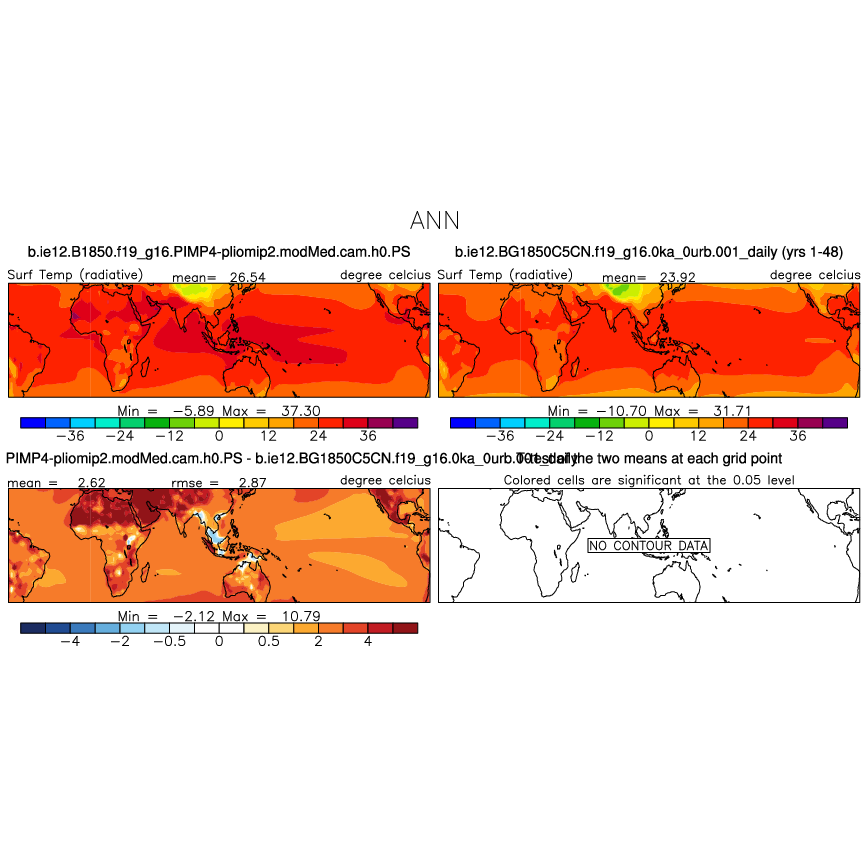 ANN
b.ie12.B1850.f19_g16.PIMP4-pliomip2.modMed.cam.h0.PS
Surf Temp (radiative) mean= 26.54 degree celcius
Min = -5.89 Max = 37.30
-36 -24 -12 0 12 24 36
b.ie12.BG1850C5CN.f19_g16.0ka_0urb.001_daily (yrs 1-48)
Surf Temp (radiative) mean= 23.92 degree celcius
Min = -10.70 Max = 31.71
-36 -24 -12 0 12 24 36
PIMP4-pliomip2.modMed.cam.h0.PS - b.ie12.BG1850C5CN.f19_g16.0ka_0urb.001_daily
mean = 2.62 rmse = 2.87 degree celcius
Min = -2.12 Max = 10.79
-4 -2 -0.5 0 0.5 2 4
T-Test of the two means at each grid point
Colored cells are significant at the 0.05 level
NO CONTOUR DATA